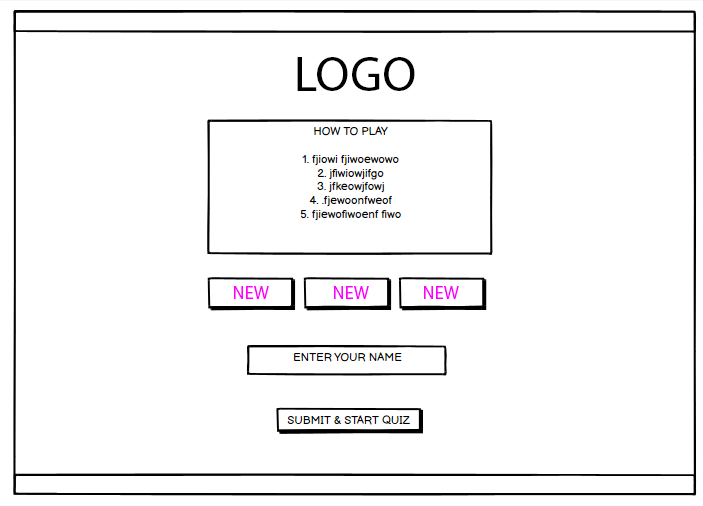 LOGO
HOW TO PLAY
1. fjiowi fjiwoewowo
2. jfiwiowjifgo
3. jfkeowjfowj
4. .fjewoonfweof
5. fjiewofiwoenf fiwo
NEW NEW NEW
ENTER YOUR NAME
SUBMIT & START QUIZ